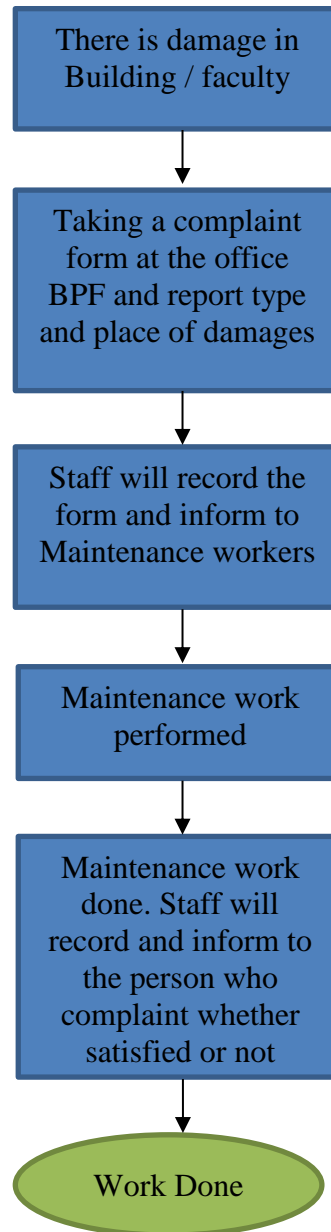 There is damage in
Building / faculty
Taking a complaint
form at the office
BPF and report type
and place of damages
Staff will record the
form and inform to
Maintenance workers
Maintenance work
performed
Maintenance work
done. Staff will
record and inform to
the person who
complaint whether
satisfied or not
Work Done